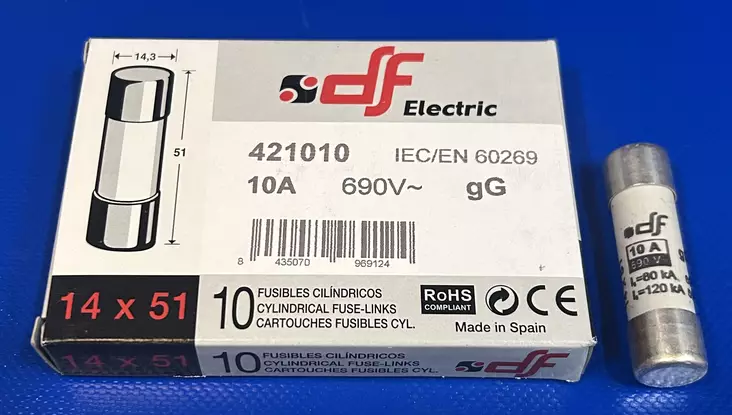 14,3
51
df Electric
421010 IEC/EN 60269
10A 690V~ gG
8 435070 969124
4
14 x 51
10 FUSIBLES CILÍNDRICOS
CYLINDRICAL FUSE-LINKS
CARTOUCHES FUSIBLES CYL.
RoHS
COMPLIANT
CE
Made in Spain
14 x 51
10 FUSIBLES CILÍNDRICOS
CYLINDRICAL FUSE-LINKS
CARTOUCHES FUSIBLES CYL.
df Electric
df
10 A
690 V
I₁=80 kA
I₁=120 kA